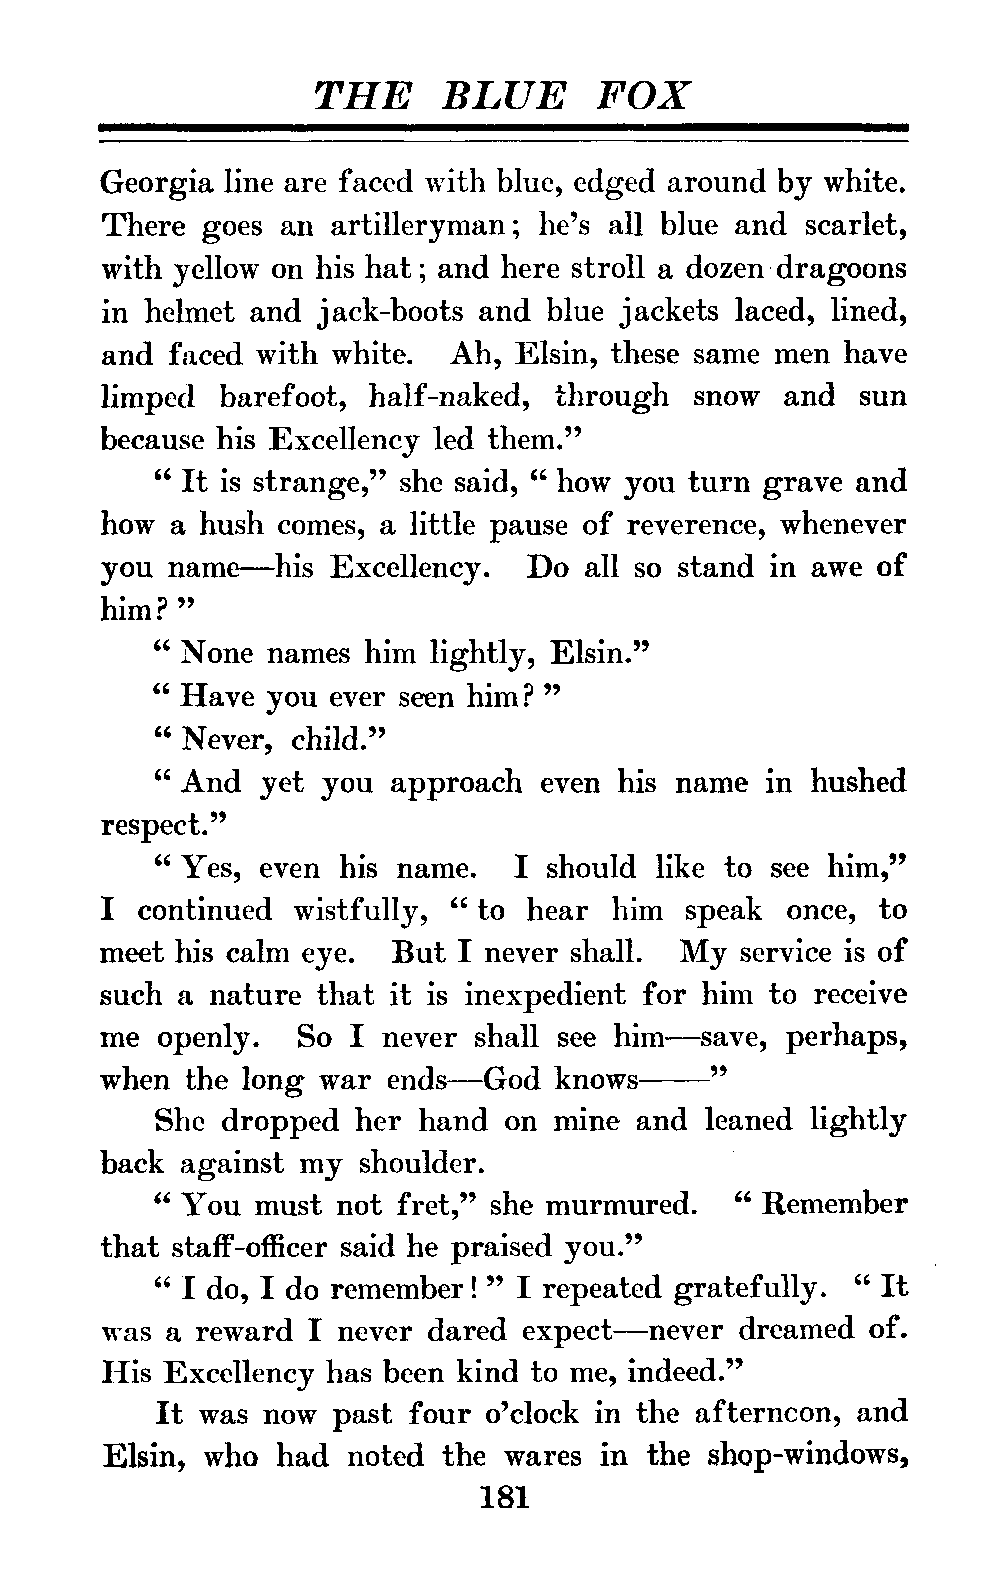 THE BLUE FOX
Georgia line are faced with blue, edged around by white.
There goes an artilleryman; he's all blue and scarlet,
with yellow on his hat; and here stroll a dozen dragoons
in helmet and jack-boots and blue jackets laced, lined,
and faced with white. Ah, Elsin, these same men have
limped barefoot, half-naked, through snow and sun
because his Excellency led them."
"It is strange," she said, "how you turn grave and
how a hush comes, a little pause of reverence, whenever
you name—his Excellency. Do all so stand in awe of
him?"
"None names him lightly, Elsin."
"Have you ever seen him?"
"Never, child."
"And yet you approach even his name in hushed
respect."
"Yes, even his name. I should like to see him,"
I continued wistfully, "to hear him speak once, to
meet his calm eye. But I never shall. My service is of
such a nature that it is inexpedient for him to receive
me openly. So I never shall see him—save, perhaps,
when the long war ends—God knows——"
She dropped her hand on mine and leaned lightly
back against my shoulder.
"You must not fret," she murmured. "Remember
that staff-officer said he praised you."
"I do, I do remember!" I repeated gratefully. "It
was a reward I never dared expect—never dreamed of.
His Excellency has been kind to me, indeed."
It was now past four o'clock in the afternoon, and
Elsin, who had noted the wares in the shop-windows,
181